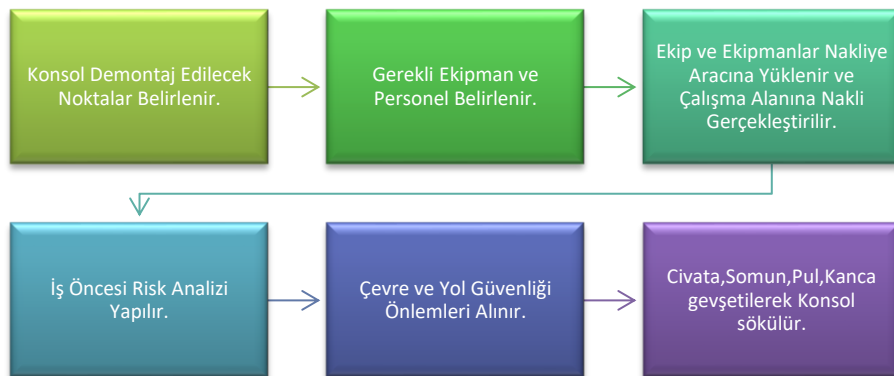 Konsol Demontaj Edilecek
Noktalar Belirlenir.
Gerekli Ekipman ve
Personel Belirlenir.
Ekip ve Ekipmanlar Nakliye
Aracına Yüklenir ve
Çalışma Alanına Nakli
Gerçekleştirilir.
İş Öncesi Risk Analizi
Yapılır.
Çevre ve Yol Güvenliği
Önlemleri Alınır.
Civata,Somun,Pul,Kanca
gevşetilerek Konsol
sökülür.